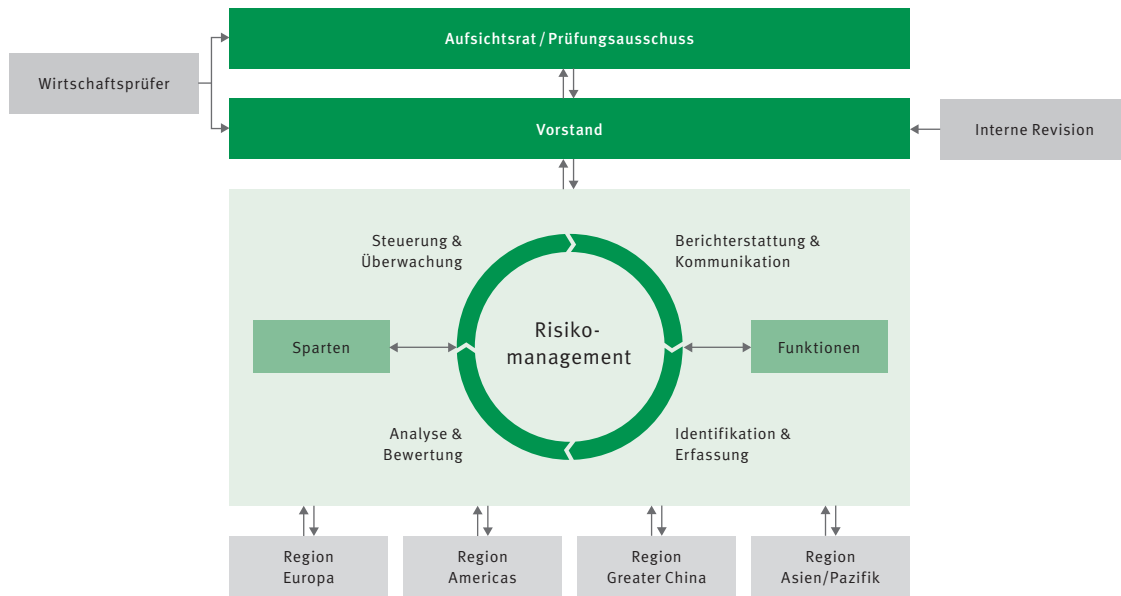 Aufsichtsrat / Prüfungsausschuss
Wirtschaftsprüfer
Vorstand
Interne Revision
Steuerung &
Überwachung
Berichterstattung &
Kommunikation
Sparten
Risiko-
management
Funktionen
Analyse &
Bewertung
Identifikation &
Erfassung
Region
Europa
Region
Americas
Region
Greater China
Region
Asien/Pazifik